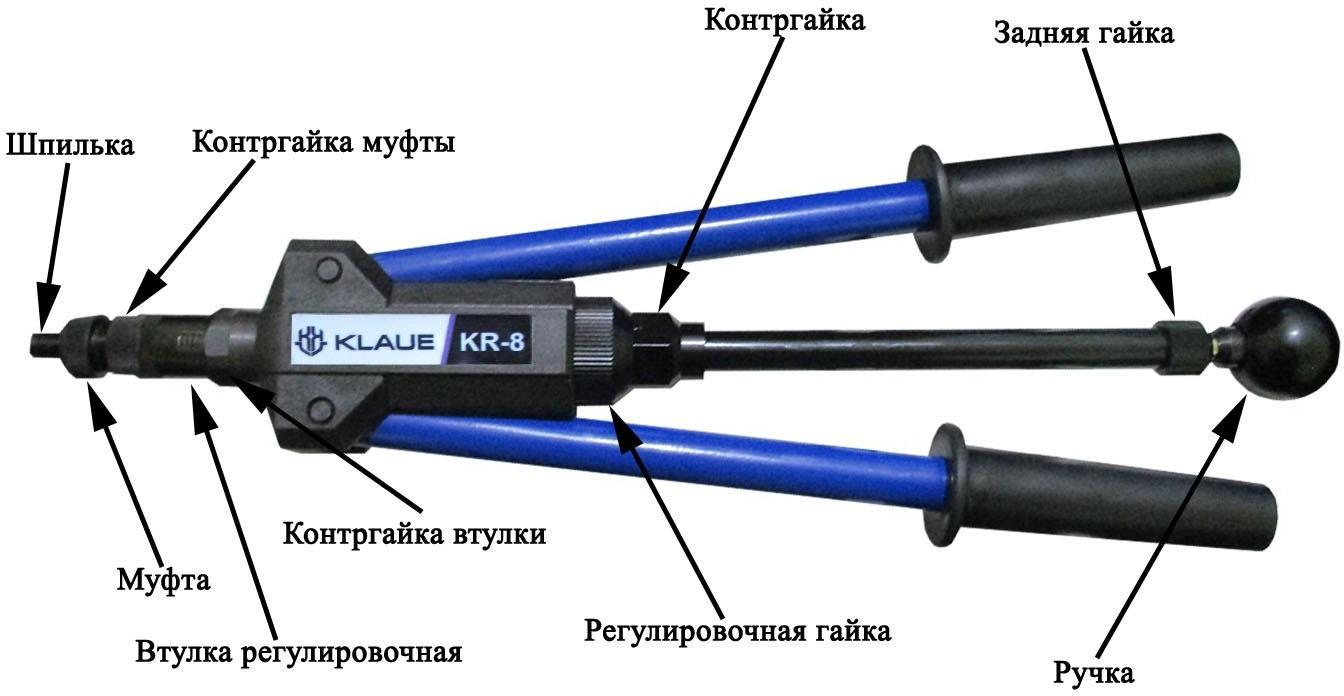 Контргайка
Задняя гайка
Шпилька
Контргайка муфты
KLAUE KR-8
Контргайка втулки
Муфта
Втулка регулировочная
Регулировочная гайка
Ручка